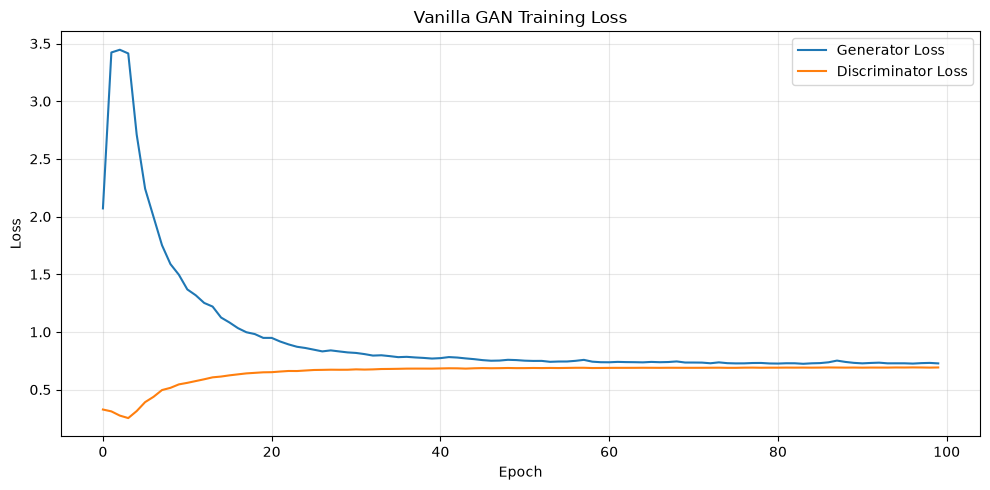 Vanilla GAN Training Loss
Generator Loss
Discriminator Loss
3.5
3.0
2.5
2.0
1.5
1.0
0.5
Loss
0 20 40 60 80 100
Epoch